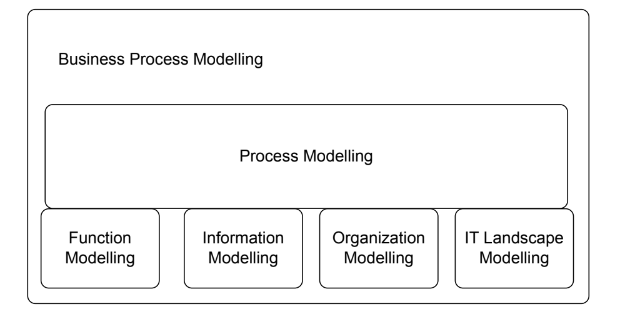 Business Process Modelling
Process Modelling
Function
Modelling
Information
Modelling
Organization
Modelling
IT Landscape
Modelling